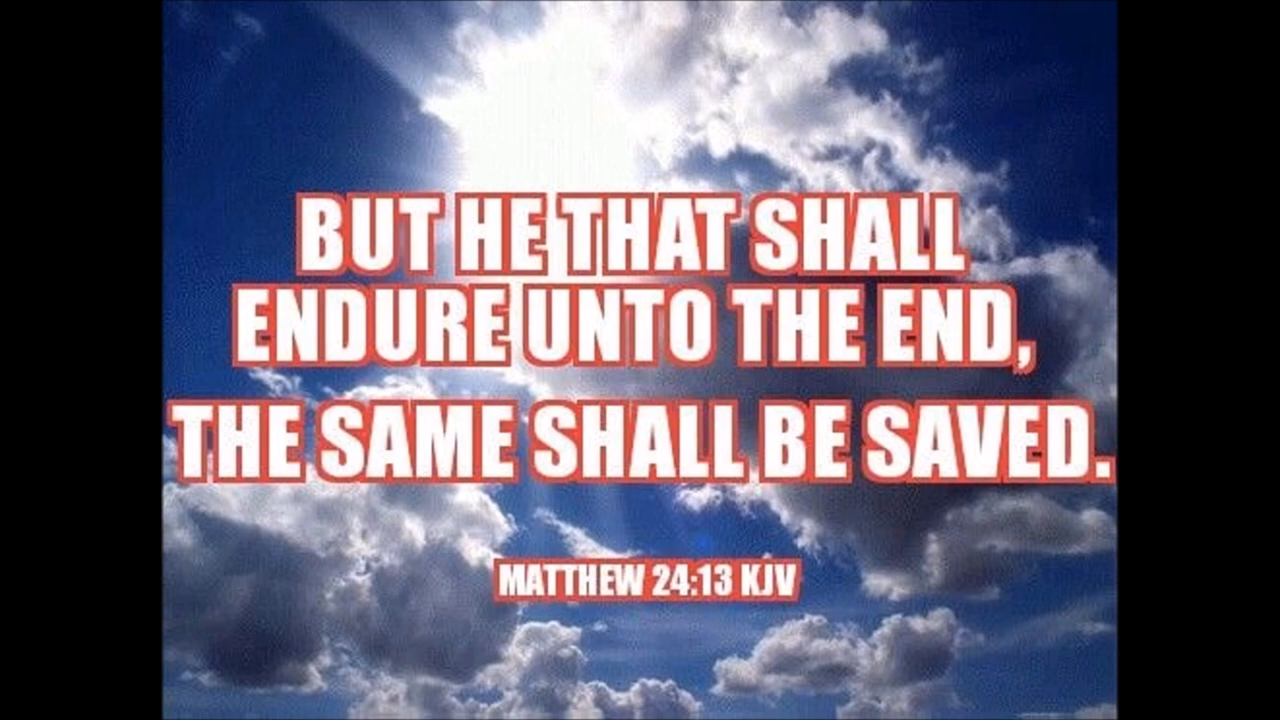 BUT HE THAT SHALL
ENDURE UNTO THE END,
THE SAME SHALL BE SAVED.
MATTHEW 24:13 KJV